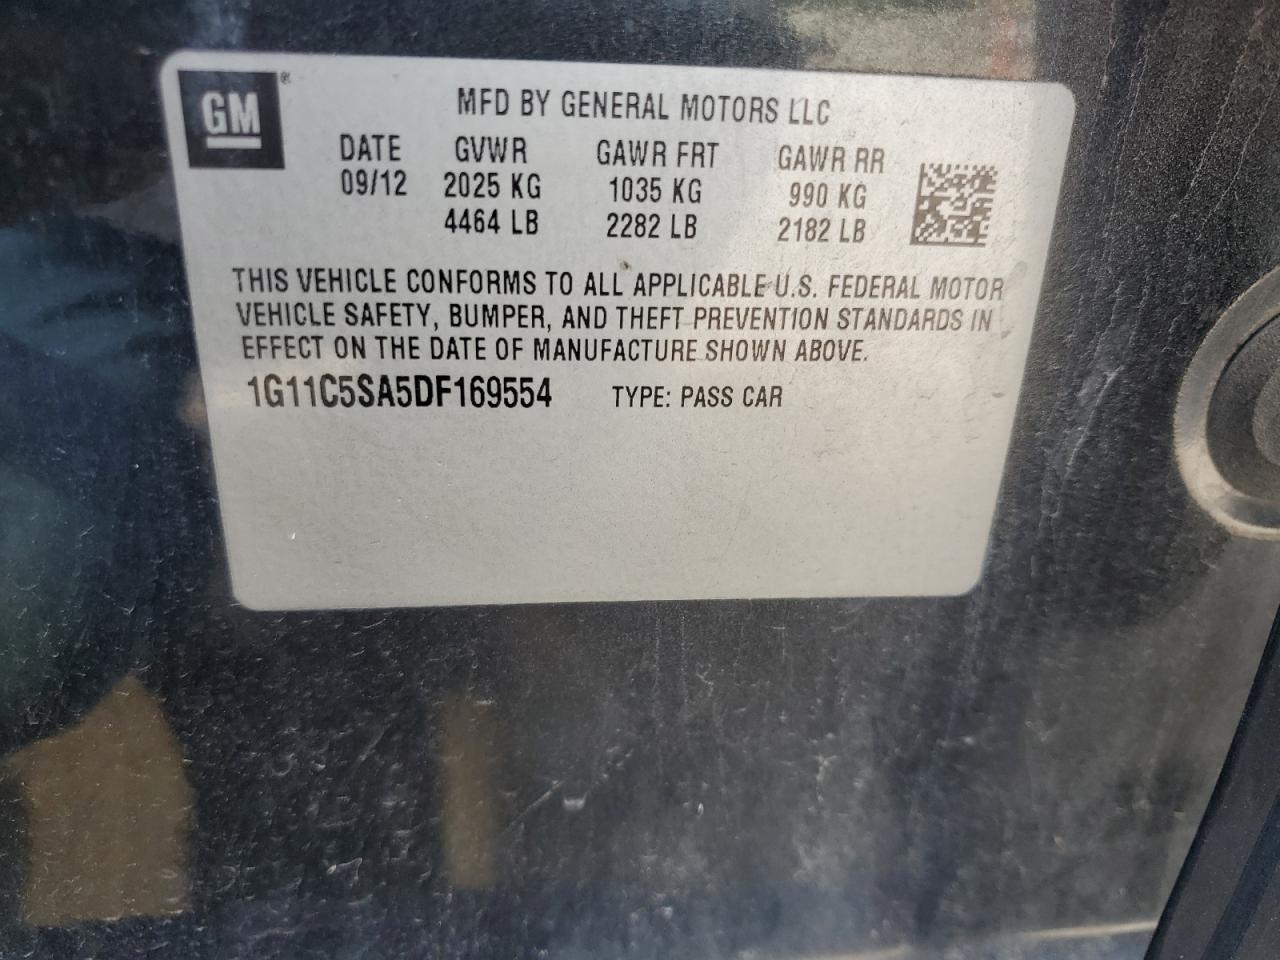 GM ®
MFD BY GENERAL MOTORS LLC
DATE GVWR GAWR FRT GAWR RR
09/12 2025 KG 1035 KG 990 KG
4464 LB 2282 LB 2182 LB
THIS VEHICLE CONFORMS TO ALL APPLICABLE U.S. FEDERAL MOTOR
VEHICLE SAFETY, BUMPER, AND THEFT PREVENTION STANDARDS IN
EFFECT ON THE DATE OF MANUFACTURE SHOWN ABOVE.
1G11C5SA5DF169554 TYPE: PASS CAR